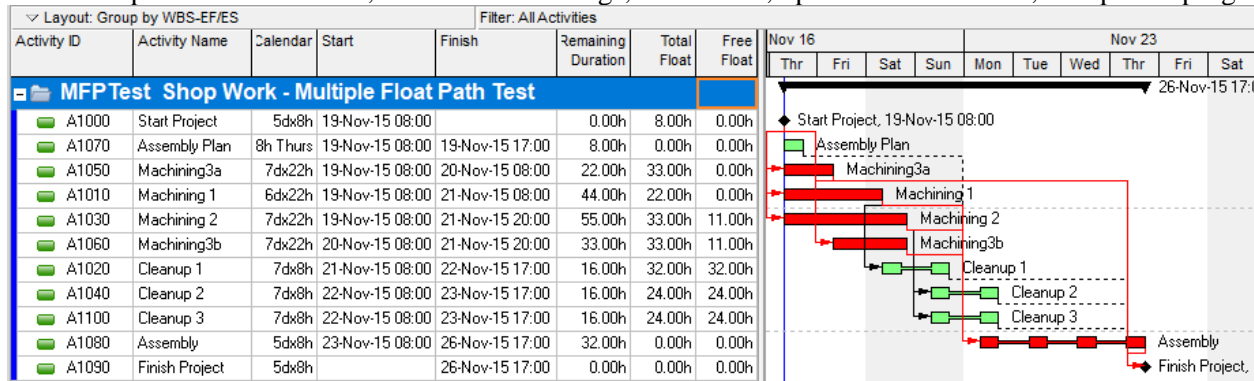 Layout: Group by WBS-EF/ES Filter: All Activities
Activity ID Activity Name Calendar Start Finish Remaining Duration Total Float Free Float Nov 16 Nov 23
Thr Fri Sat Sun Mon Tue Wed Thr Fri Sat
MFPTest Shop Work - Multiple Float Path Test 26-Nov-15 17:0
A1000 Start Project 5dx8h 19-Nov-15 08:00 0.00h 8.00h 0.00h Start Project, 19-Nov-15 08:00
A1070 Assembly Plan 8h Thurs 19-Nov-15 08:00 19-Nov-15 17:00 8.00h 0.00h 0.00h Assembly Plan
A1050 Machining3a 7dx22h 19-Nov-15 08:00 20-Nov-15 08:00 22.00h 33.00h 0.00h Machining3a
A1010 Machining 1 6dx22h 19-Nov-15 08:00 21-Nov-15 08:00 44.00h 22.00h 0.00h Machining 1
A1030 Machining 2 7dx22h 19-Nov-15 08:00 21-Nov-15 20:00 55.00h 33.00h 11.00h Machining 2
A1060 Machining3b 7dx22h 20-Nov-15 08:00 21-Nov-15 20:00 33.00h 33.00h 11.00h Machining3b
A1020 Cleanup 1 7dx8h 21-Nov-15 08:00 22-Nov-15 17:00 16.00h 32.00h 32.00h Cleanup 1
A1040 Cleanup 2 7dx8h 22-Nov-15 08:00 23-Nov-15 17:00 16.00h 24.00h 24.00h Cleanup 2
A1100 Cleanup 3 7dx8h 22-Nov-15 08:00 23-Nov-15 17:00 16.00h 24.00h 24.00h Cleanup 3
A1080 Assembly 5dx8h 23-Nov-15 08:00 26-Nov-15 17:00 32.00h 0.00h 0.00h Assembly
A1090 Finish Project 5dx8h 26-Nov-15 17:00 0.00h 0.00h 0.00h Finish Project,